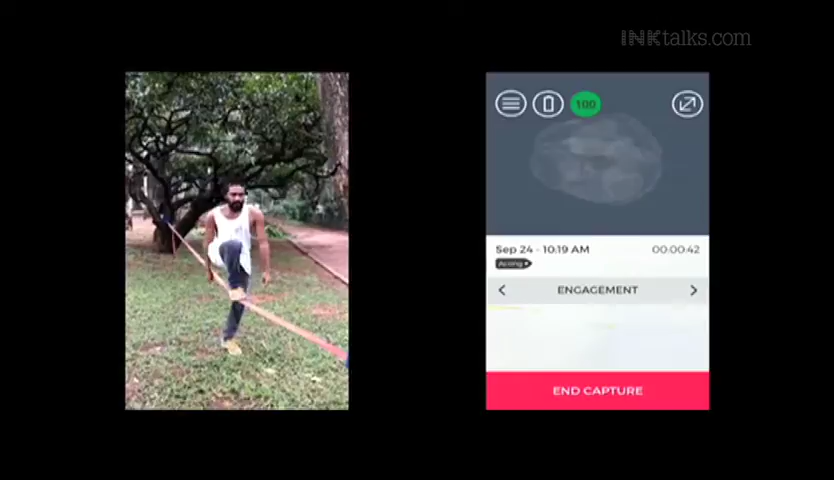 INKtalks.com
100
Sep 24 - 10.19 AM
00:00:42
ENGAGEMENT
END CAPTURE